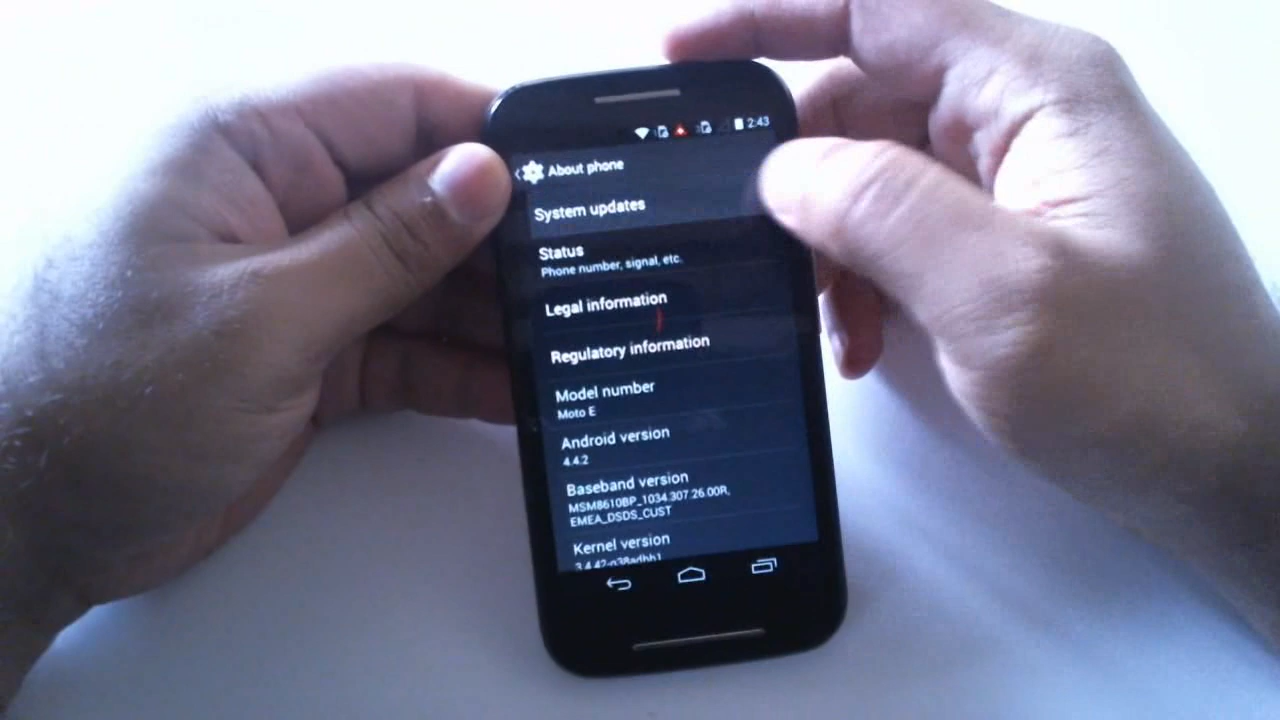 2:43
About phone
System updates
Status
Phone number, signal, etc.
Legal information
Regulatory information
Model number
Moto E
Android version
4.4.2
Baseband version
MSM8610BP_1034.307.26.00R,
EMEA_DSDS_CUST
Kernel version